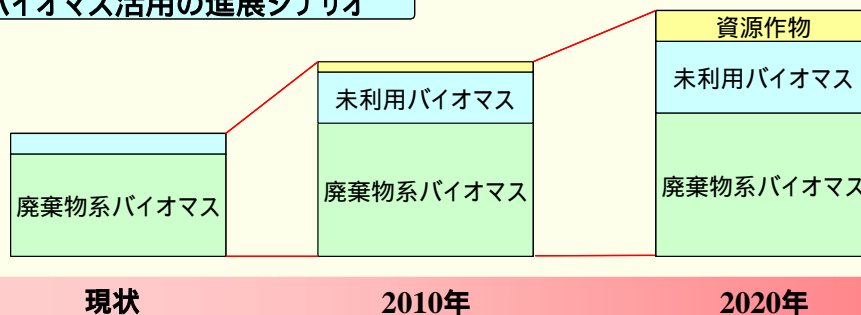 バイオマス活用の進展シナリオ
資源作物
未利用バイオマス
未利用バイオマス
廃棄物系バイオマス
廃棄物系バイオマス
廃棄物系バイオマス
現状
2010年
2020年